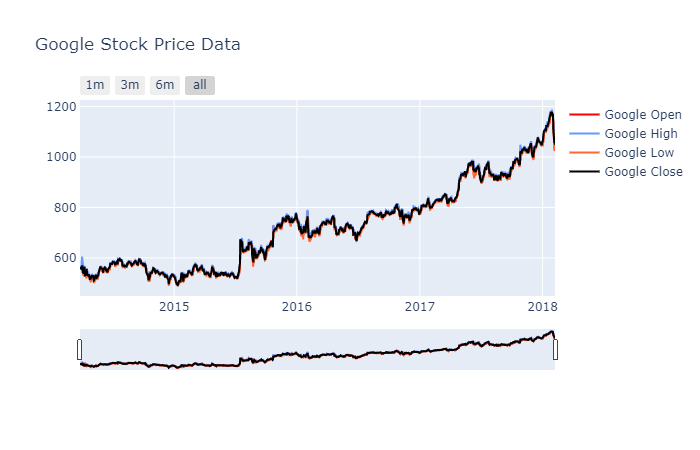 Google Stock Price Data
1m 3m 6m all
1200
1000
800
600
2015 2016 2017 2018
Google Open
Google High
Google Low
Google Close